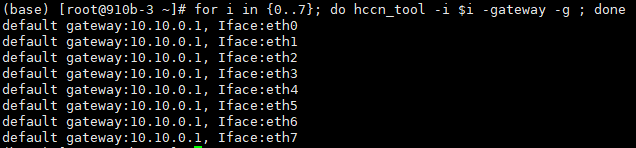 (base) [root@910b-3 ~]# for i in {0..7}; do hccn_tool -i $i -gateway -g ; done
default gateway:10.10.0.1, Iface:eth0
default gateway:10.10.0.1, Iface:eth1
default gateway:10.10.0.1, Iface:eth2
default gateway:10.10.0.1, Iface:eth3
default gateway:10.10.0.1, Iface:eth4
default gateway:10.10.0.1, Iface:eth5
default gateway:10.10.0.1, Iface:eth6
default gateway:10.10.0.1, Iface:eth7